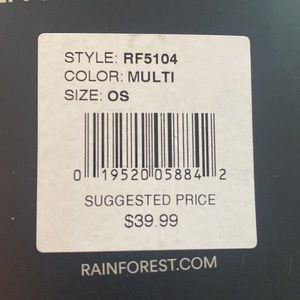 STYLE: RF5104
COLOR: MULTI
SIZE: OS
0 19520 05884 2
SUGGESTED PRICE
$39.99
RAINFOREST.COM